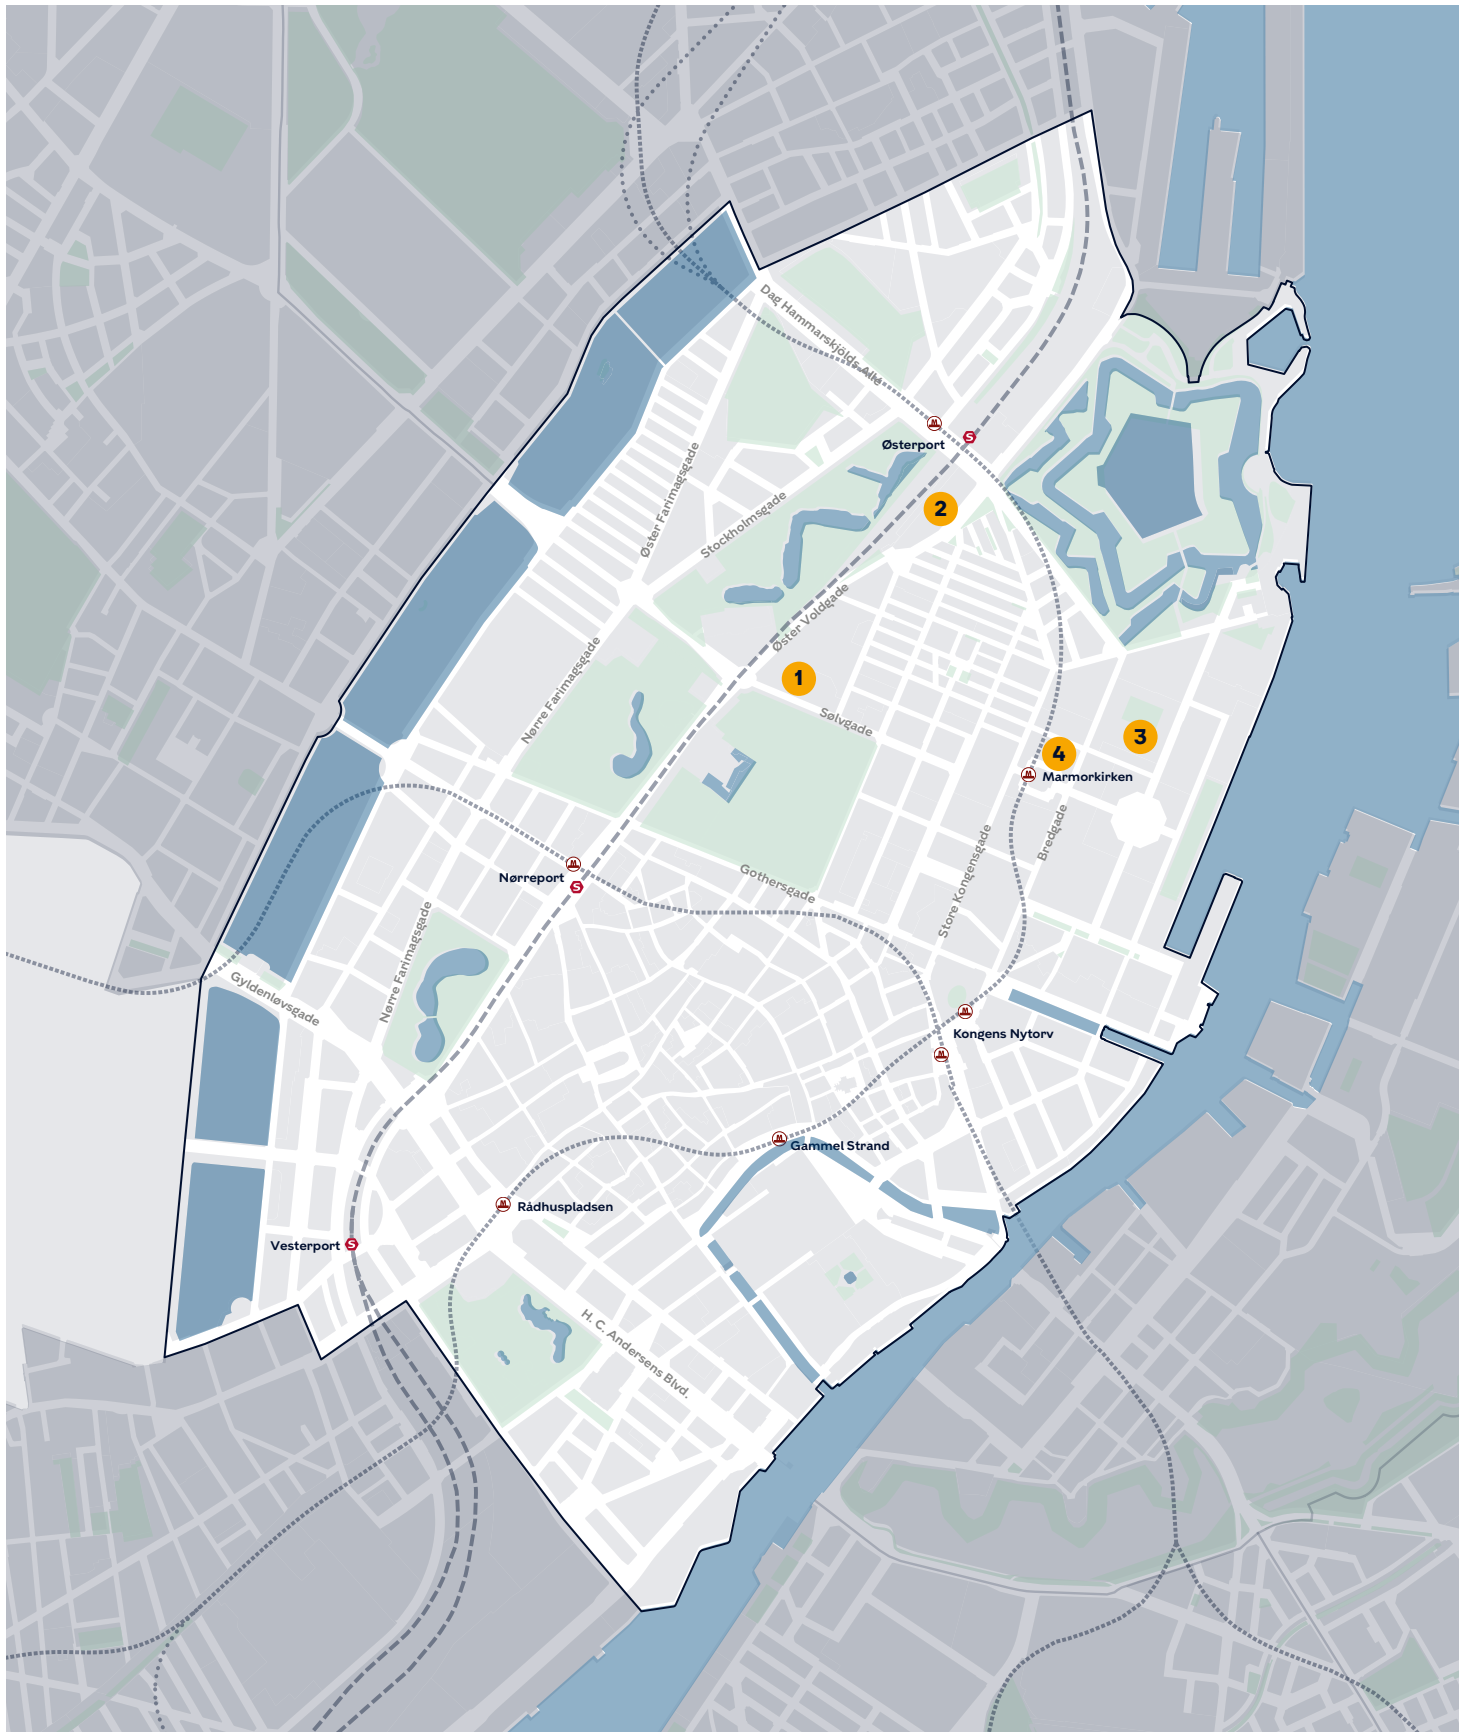 Dag Hammarskjölds Allé
Østerport
S
2
Øster Farimagsgade
Stockholmsgade
Øster Voldgade
1
Nørre Farimagsgade
Sølvgade
3
4
Marmorkirken
Bredgade
Store Kongensgade
Gothersgade
Nørreport
S
Nørre Farimagsgade
Gyldenløvsgade
Kongens Nytorv
Gammel Strand
Rådhuspladsen
Vesterport S
H. C. Andersens Blvd.